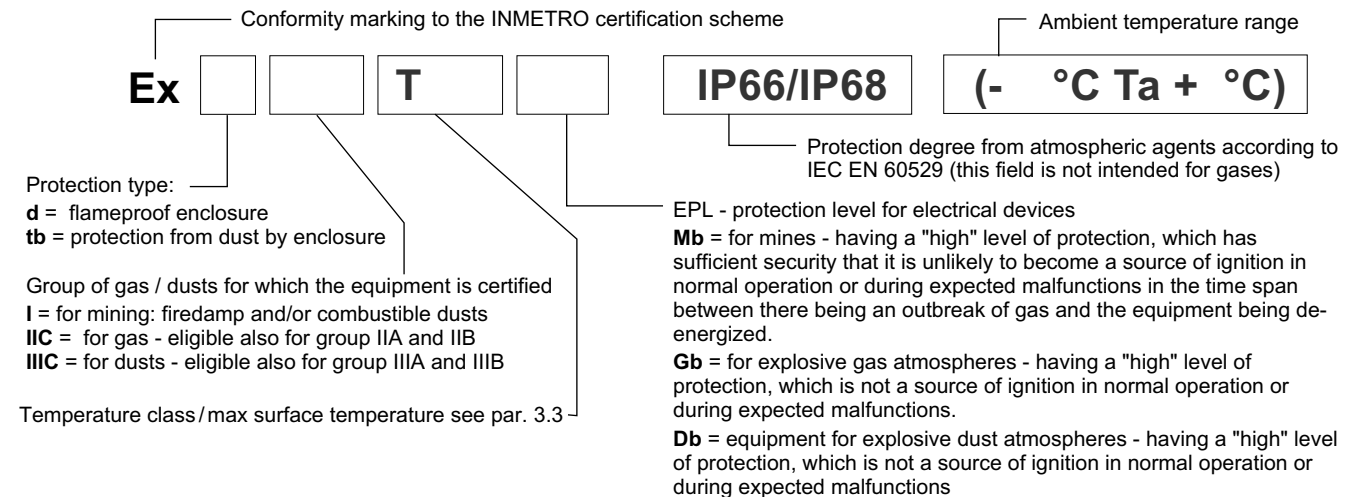 Conformity marking to the INMETRO certification scheme
Ambient temperature range
Ex T IP66/IP68 (- °C Ta + °C)
Protection degree from atmospheric agents according to
IEC EN 60529 (this field is not intended for gases)
Protection type:
d = flameproof enclosure
tb = protection from dust by enclosure
Group of gas / dusts for which the equipment is certified
I = for mining: firedamp and/or combustible dusts
IIC = for gas - eligible also for group IIA and IIB
IIIC = for dusts - eligible also for group IIIA and IIIB
Temperature class/max surface temperature see par. 3.3
EPL - protection level for electrical devices
Mb = for mines - having a "high" level of protection, which has
sufficient security that it is unlikely to become a source of ignition in
normal operation or during expected malfunctions in the time span
between there being an outbreak of gas and the equipment being de-
energized.
Gb = for explosive gas atmospheres - having a "high" level of
protection, which is not a source of ignition in normal operation or
during expected malfunctions.
Db = equipment for explosive dust atmospheres - having a "high" level
of protection, which is not a source of ignition in normal operation or
during expected malfunctions